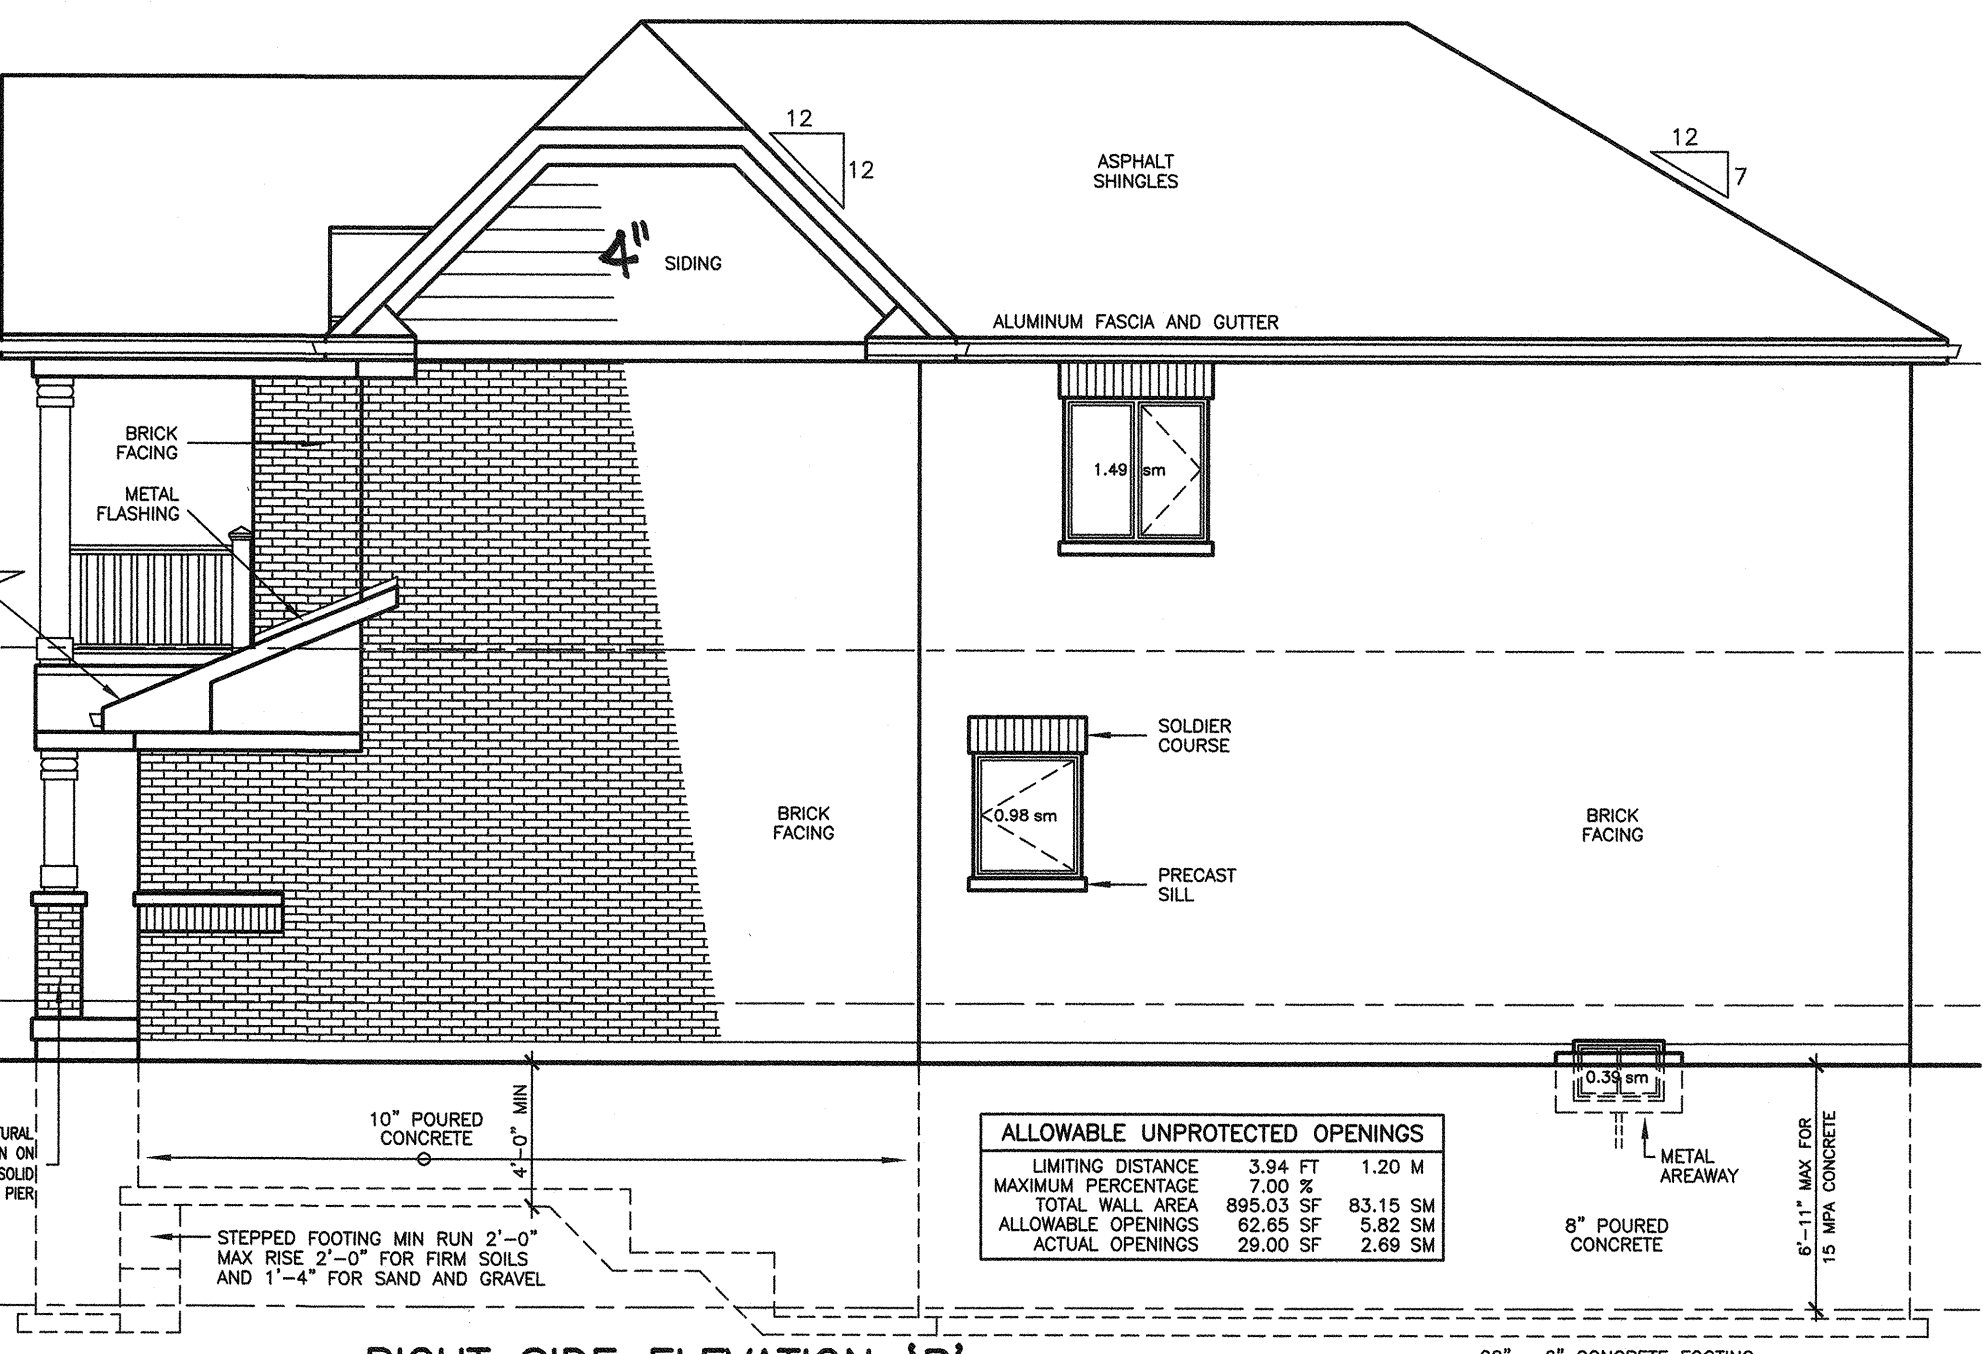 12
12
ASPHALT
SHINGLES
12
7
4"
SIDING
ALUMINUM FASCIA AND GUTTER
BRICK
FACING
METAL
FLASHING
1.49 sm
SOLDIER
COURSE
0.98 sm
BRICK
FACING
BRICK
FACING
PRECAST
SILL
0.39 sm
10" POURED
CONCRETE
4'-0" MIN
ALLOWABLE UNPROTECTED OPENINGS
LIMITING DISTANCE 3.94 FT 1.20 M
MAXIMUM PERCENTAGE 7.00 %
TOTAL WALL AREA 895.03 SF 83.15 SM
ALLOWABLE OPENINGS 62.65 SF 5.82 SM
ACTUAL OPENINGS 29.00 SF 2.69 SM
METAL
AREAWAY
8" POURED
CONCRETE
6'-11" MAX FOR
15 MPA CONCRETE
URAL
N ON
SOLID
PIER
STEPPED FOOTING MIN RUN 2'-0"
MAX RISE 2'-0" FOR FIRM SOILS
AND 1'-4" FOR SAND AND GRAVEL
RIGHT SIDE ELEVATION
CONCRETE FOOTING